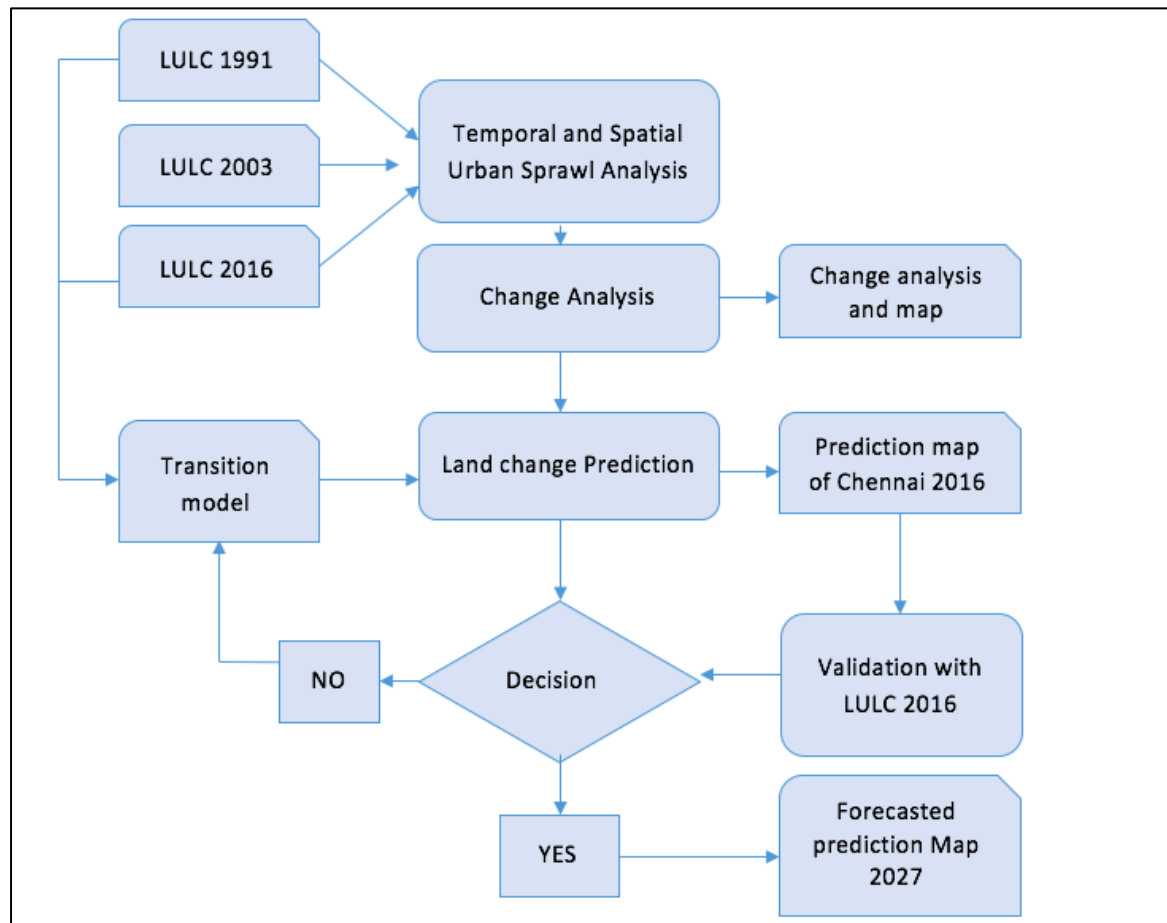 LULC 1991
LULC 2003
LULC 2016
Temporal and Spatial
Urban Sprawl Analysis
Change Analysis
Change analysis
and map
Transition
model
Land change Prediction
Prediction map
of Chennai 2016
NO
Decision
Validation with
LULC 2016
YES
Forecasted
prediction Map
2027